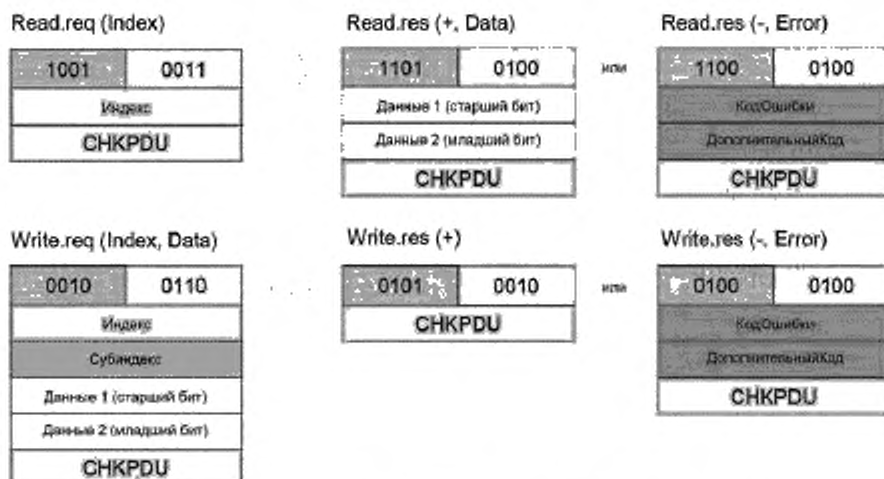 Read.req (Index)
1001 0011
Индекс
CHKPDU
Read.res (+, Data)
1101 0100
Данные 1 (старший бит)
Данные 2 (младший бит)
CHKPDU
или
Read.res (-, Error)
1100 0100
КодОшибки
ДополнительныйКод
CHKPDU
Write.req (Index, Data)
0010 0110
Индекс
Субиндекс
Данные 1 (старший бит)
Данные 2 (младший бит)
CHKPDU
Write.res (+)
0101 0010
CHKPDU
или
Write.res (-, Error)
0100 0100
КодОшибки
ДополнительныйКод
CHKPDU